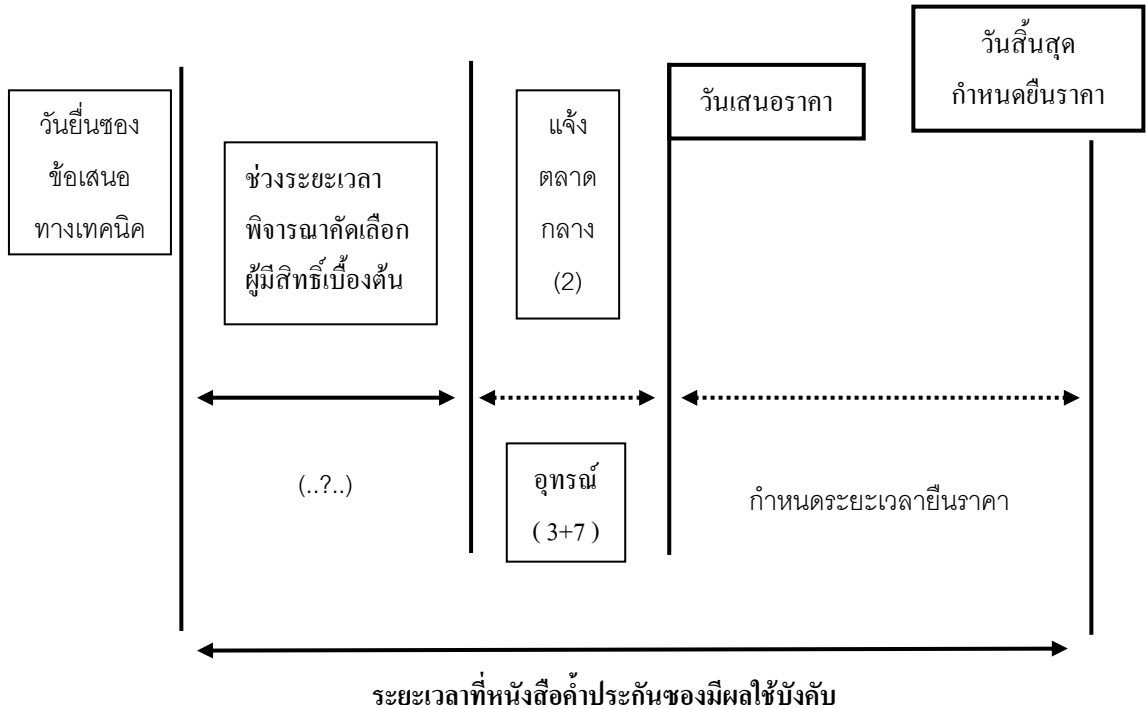 วันยื่นซอง
ข้อเสนอ
ทางเทคนิค
ช่วงระยะเวลา
พิจารณาคัดเลือก
ผู้มีสิทธิ์เบื้องต้น
แจ้ง
ตลาด
กลาง
(2)
วันเสนอราคา
วันสิ้นสุด
กำหนดยืนราคา
(..?..)
อุทรณ์
( 3+7 )
กำหนดระยะเวลายืนราคา
ระยะเวลาที่หนังสือค้ำประกันซองมีผลใช้บังคับ